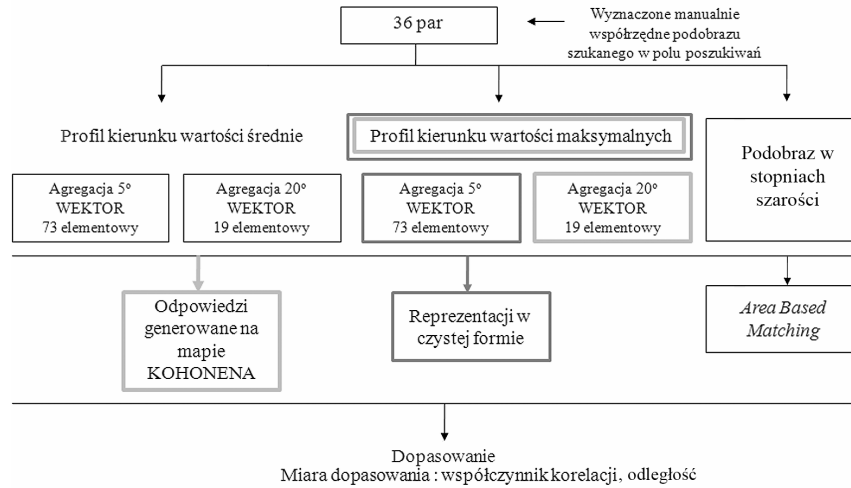 36 par
Wyznaczone manualnie
współrzędne podobrazu
szukanego w polu poszukiwań
Profil kierunku wartości średnie
Profil kierunku wartości maksymalnych
Podobraz w
stopniach
szarości
Agregacja 5°
WEKTOR
73 elementowy
Agregacja 20°
WEKTOR
19 elementowy
Agregacja 5°
WEKTOR
73 elementowy
Agregacja 20°
WEKTOR
19 elementowy
Odpowiedzi
generowane na
mapie
KOHONENA
Reprezentacji w
czystej formie
Area Based
Matching
Dopasowanie
Miara dopasowania : współczynnik korelacji, odległość